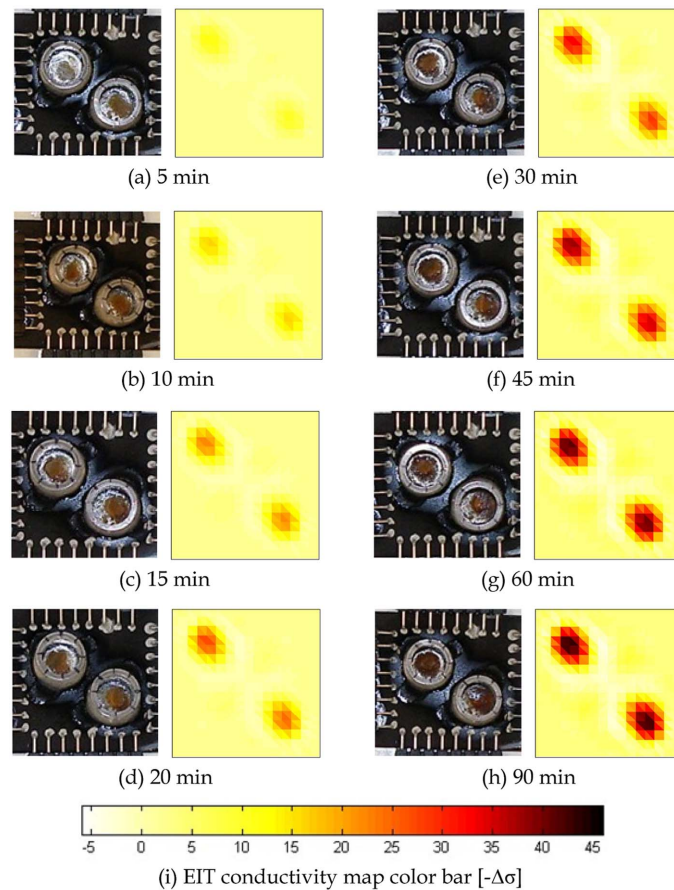 (a) 5 min
(e) 30 min
(b) 10 min
(f) 45 min
(c) 15 min
(g) 60 min
(d) 20 min
(h) 90 min
-5 0 5 10 15 20 25 30 35 40 45
(i) EIT conductivity map color bar [-Δσ]